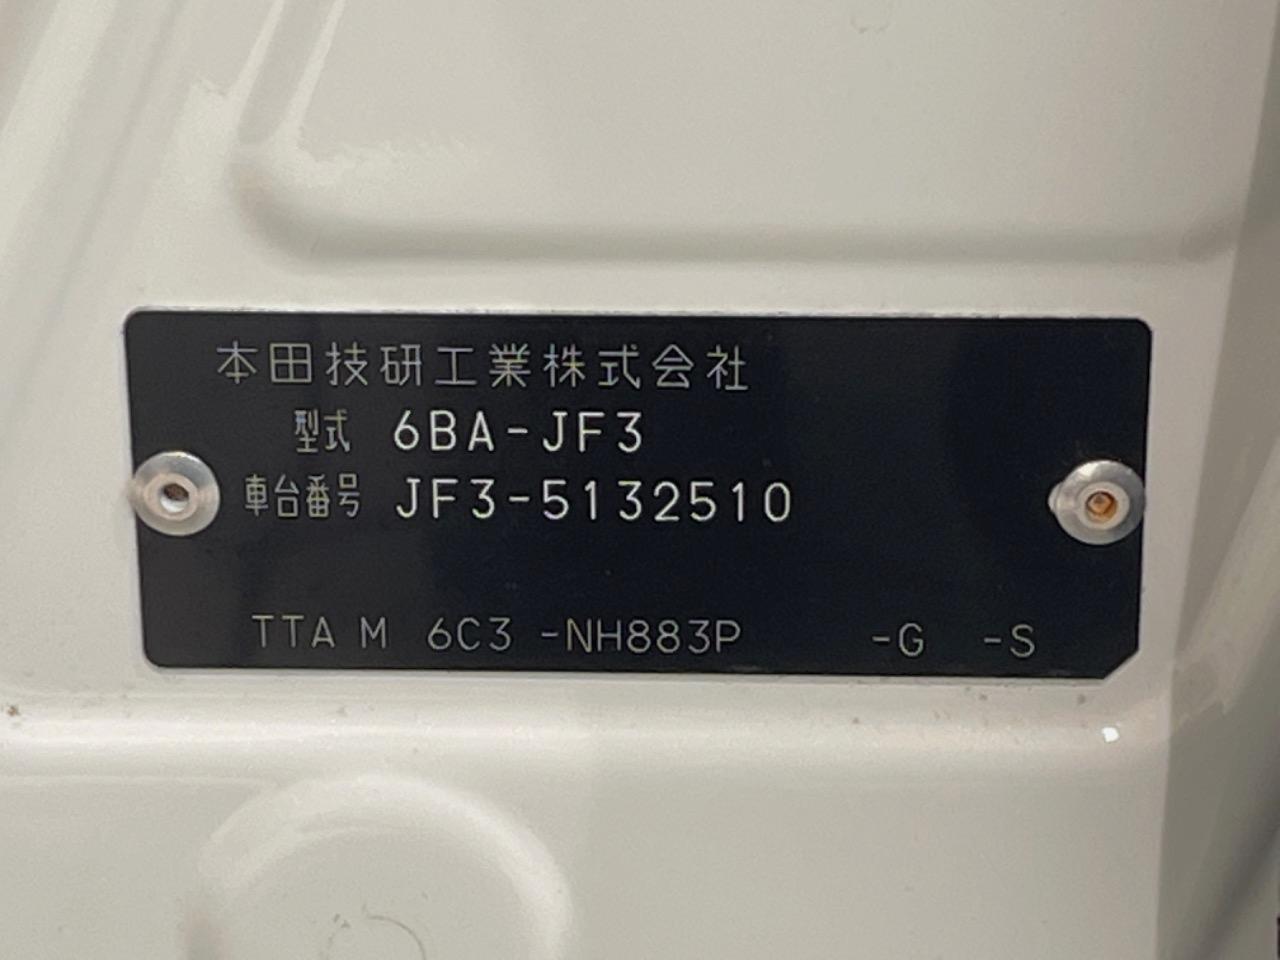 本田技研工業株式会社
型式 6BA-JF3
車台番号 JF3-5132510
TTA M 6C3 -NH883P -G -S